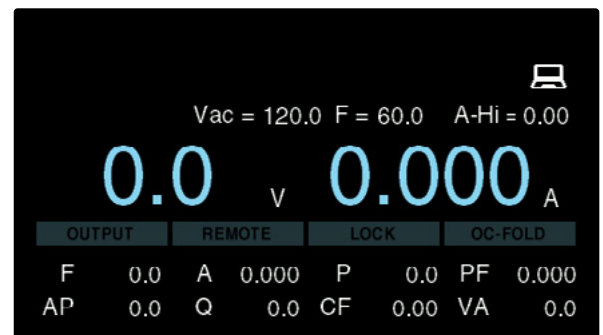 Vac = 120.0 F = 60.0 A-Hi = 0.00
0.0 V 0.000 A
OUTPUT REMOTE LOCK OC-FOLD
F 0.0 A 0.000 P 0.0 PF 0.000
AP 0.0 Q 0.0 CF 0.00 VA 0.0